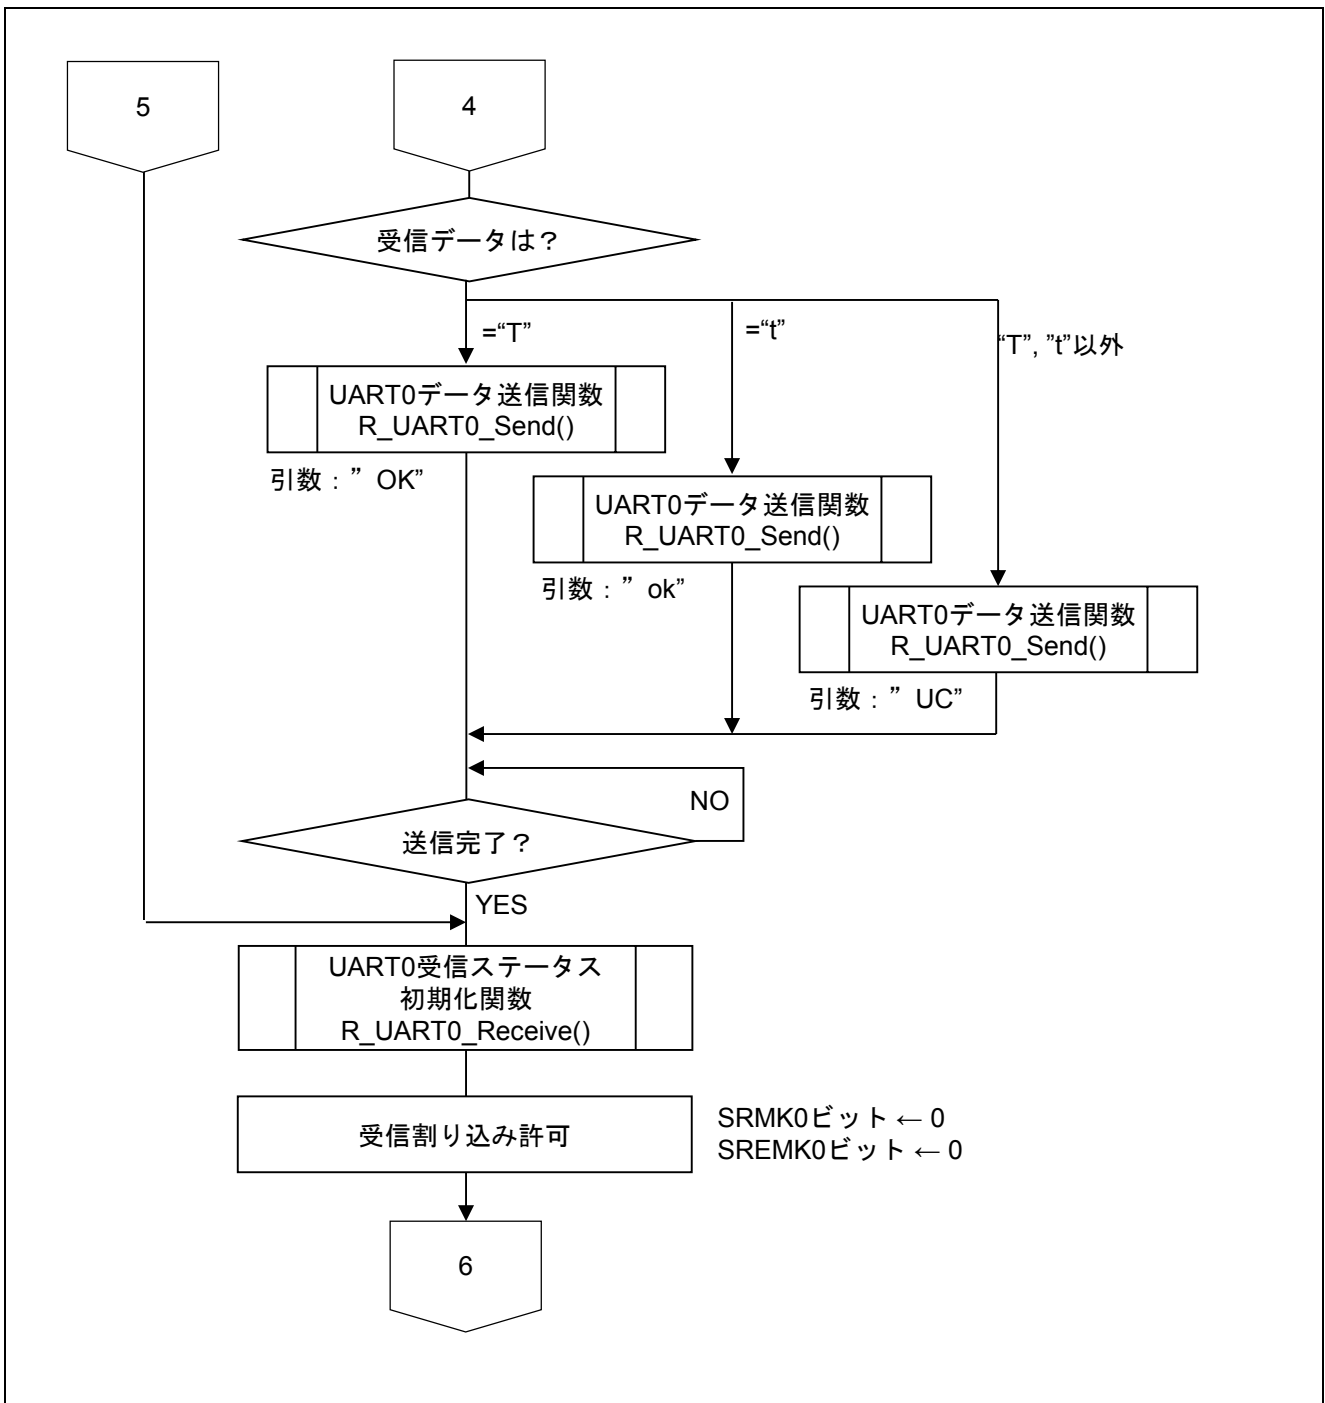 5
4
受信データは？
=“T”
=“t”
“T”, ”t”以外
UART0データ送信関数
R_UART0_Send()
引数：” OK”
UART0データ送信関数
R_UART0_Send()
引数：” ok”
UART0データ送信関数
R_UART0_Send()
引数：” UC”
NO
送信完了？
YES
UART0受信ステータス
初期化関数
R_UART0_Receive()
受信割り込み許可
SRMK0ビット ← 0
SREMK0ビット ← 0
6